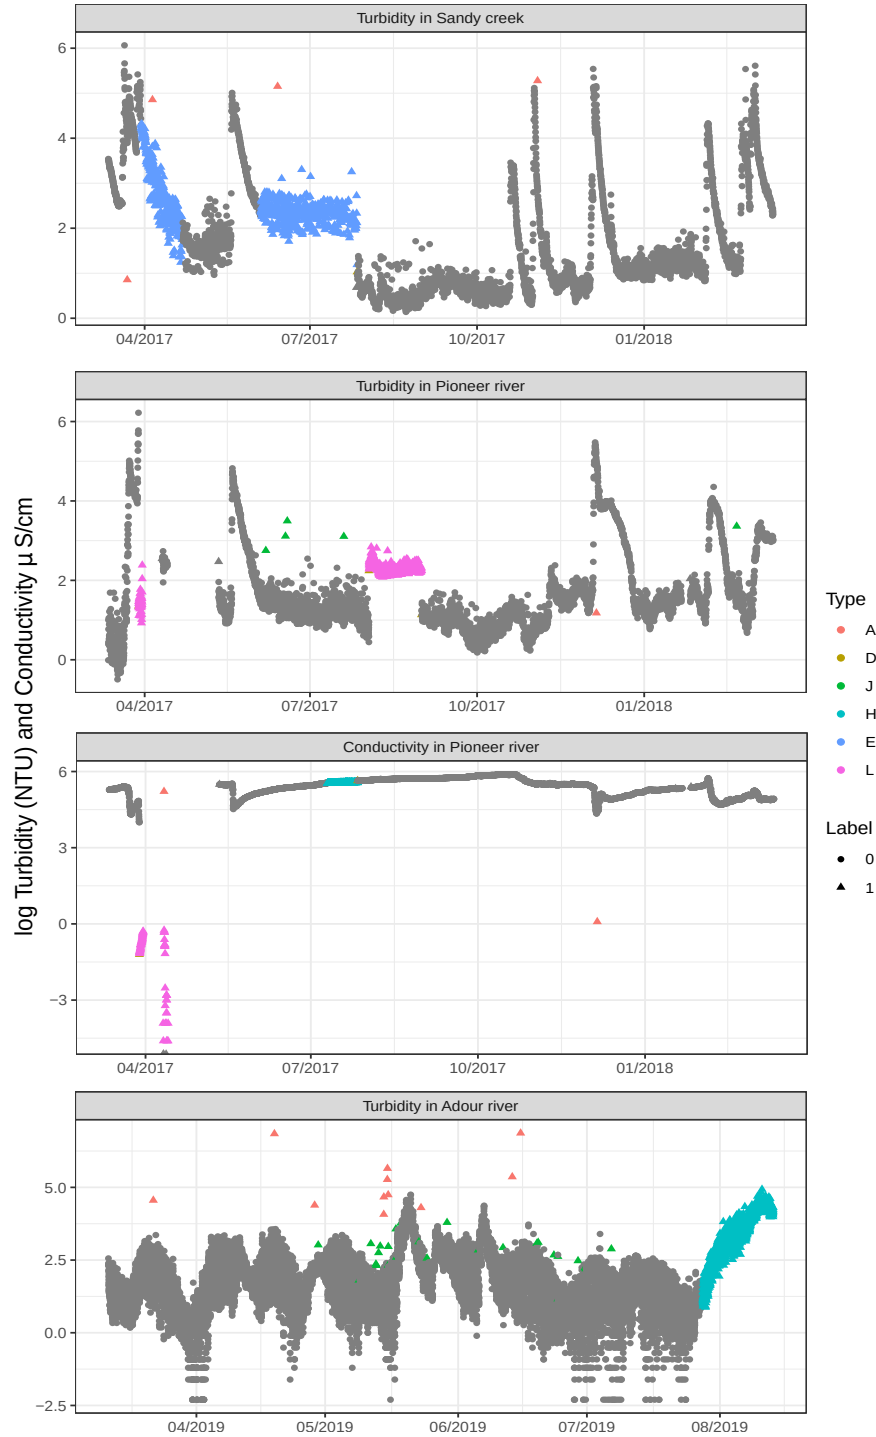 Turbidity in Sandy creek
6
4
2
0
04/2017 07/2017 10/2017 01/2018
Turbidity in Pioneer river
6
4
2
0
04/2017 07/2017 10/2017 01/2018
Conductivity in Pioneer river
6
3
0
−3
04/2017 07/2017 10/2017 01/2018
Turbidity in Adour river
5.0
2.5
0.0
−2.5
04/2019 05/2019 06/2019 07/2019 08/2019
log Turbidity (NTU) and Conductivity µ S/cm
Type
A
D
J
H
E
L
Label
0
1